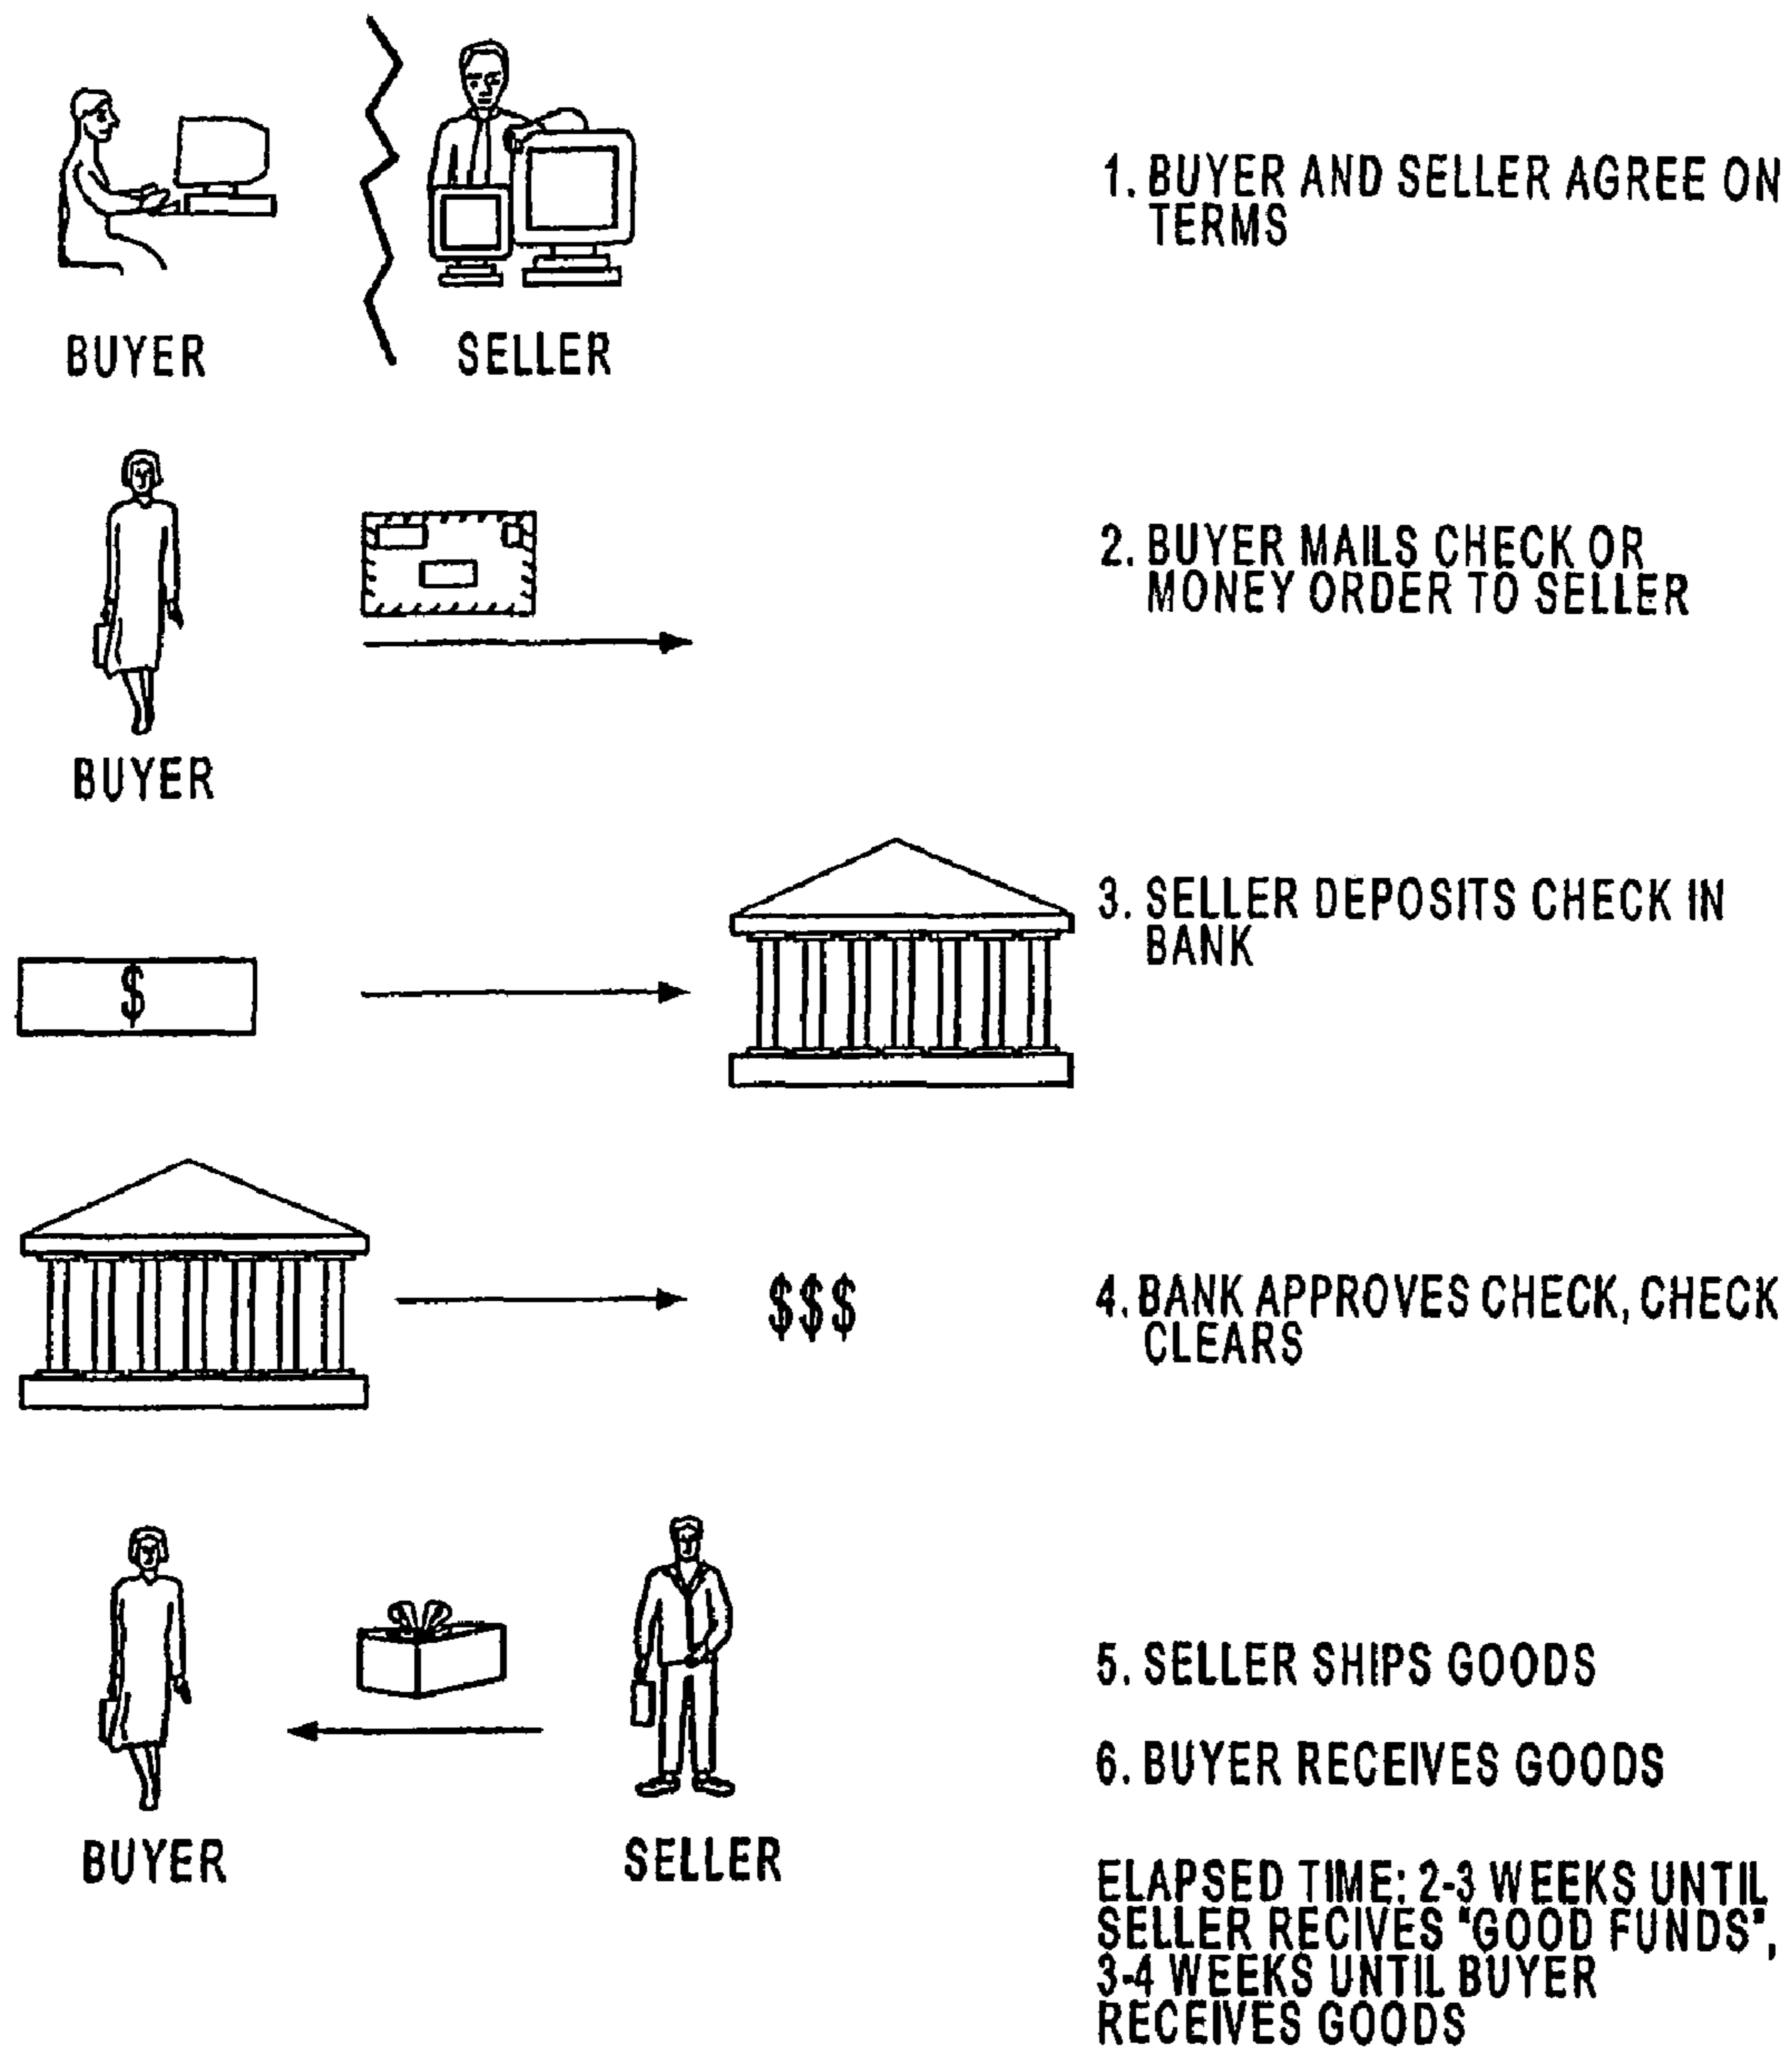 1. BUYER AND SELLER AGREE ON
TERMS
BUYER
SELLER
2. BUYER MAILS CHECK OR
MONEY ORDER TO SELLER
BUYER
3. SELLER DEPOSITS CHECK IN
BANK
$
4. BANK APPROVES CHECK, CHECK
CLEARS
$$$
5. SELLER SHIPS GOODS
6. BUYER RECEIVES GOODS
BUYER
SELLER
ELAPSED TIME: 2-3 WEEKS UNTIL
SELLER RECIVES "GOOD FUNDS",
3-4 WEEKS UNTIL BUYER
RECEIVES GOODS